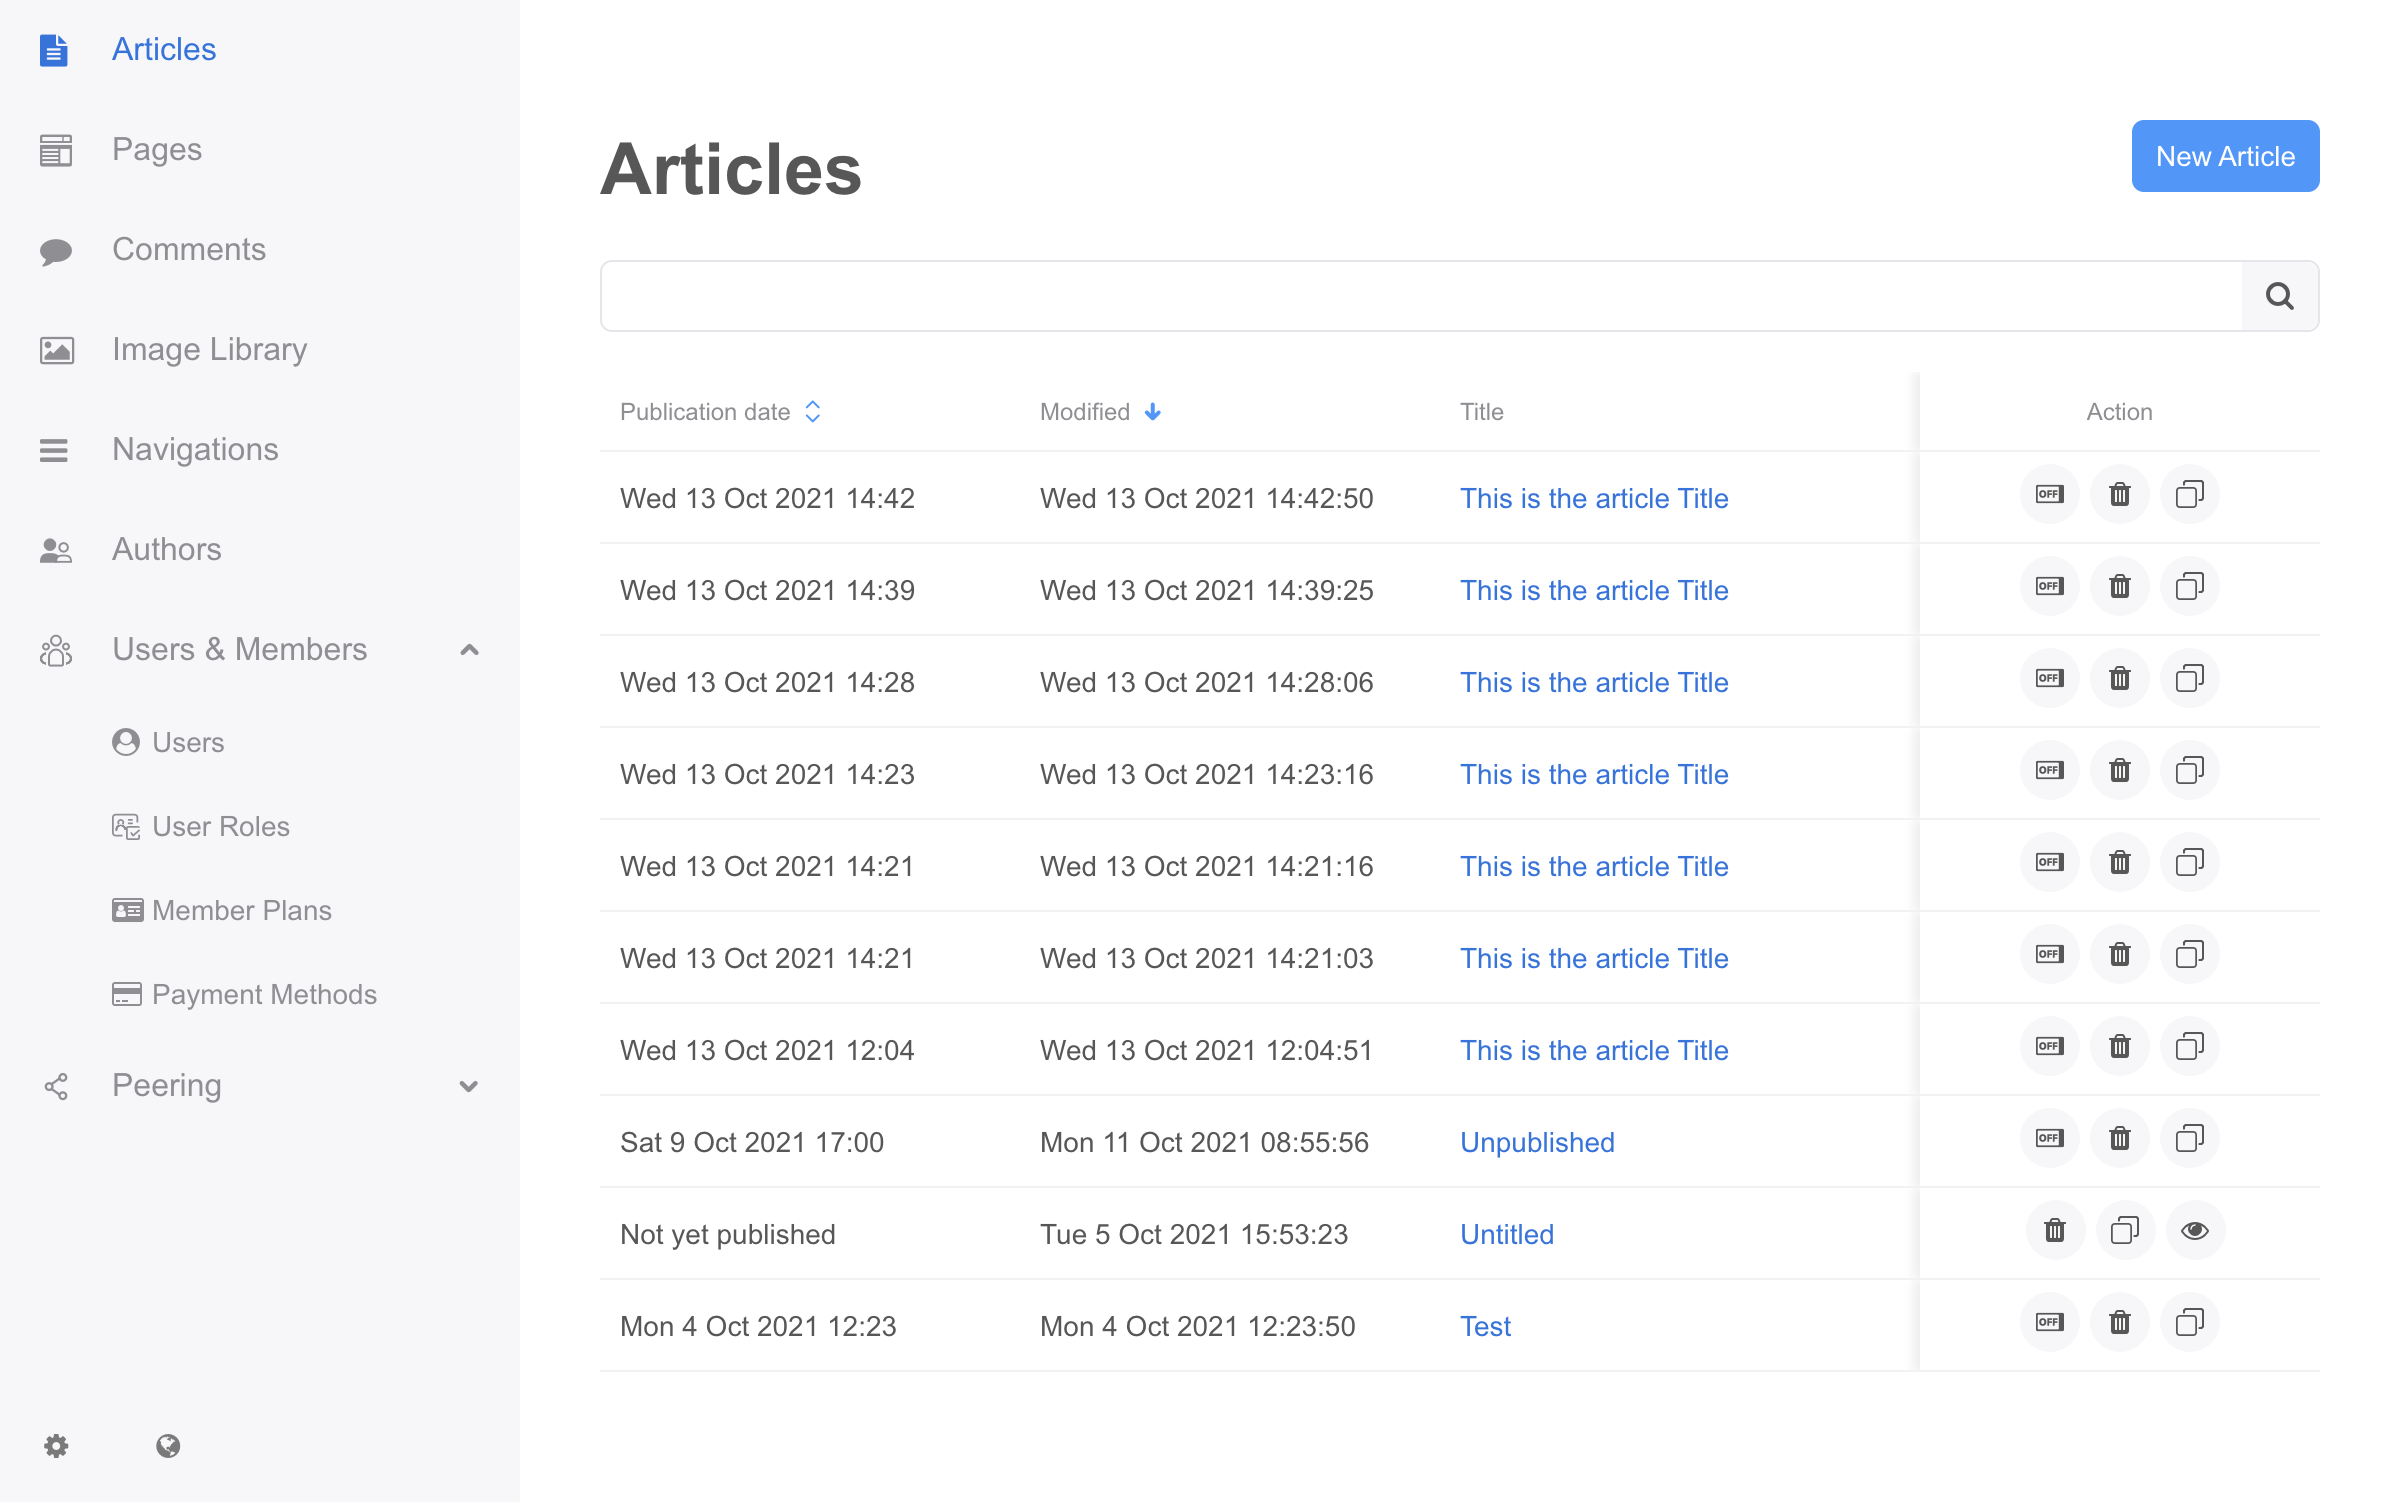 Articles
Pages
Comments
Image Library
Navigations
Authors
Users & Members
Users
User Roles
Member Plans
Payment Methods
Peering
Articles
New Article
Publication date Modified Title Action
Wed 13 Oct 2021 14:42 Wed 13 Oct 2021 14:42:50 This is the article Title OFF
Wed 13 Oct 2021 14:39 Wed 13 Oct 2021 14:39:25 This is the article Title OFF
Wed 13 Oct 2021 14:28 Wed 13 Oct 2021 14:28:06 This is the article Title OFF
Wed 13 Oct 2021 14:23 Wed 13 Oct 2021 14:23:16 This is the article Title OFF
Wed 13 Oct 2021 14:21 Wed 13 Oct 2021 14:21:16 This is the article Title OFF
Wed 13 Oct 2021 14:21 Wed 13 Oct 2021 14:21:03 This is the article Title OFF
Wed 13 Oct 2021 12:04 Wed 13 Oct 2021 12:04:51 This is the article Title OFF
Sat 9 Oct 2021 17:00 Mon 11 Oct 2021 08:55:56 Unpublished OFF
Not yet published Tue 5 Oct 2021 15:53:23 Untitled
Mon 4 Oct 2021 12:23 Mon 4 Oct 2021 12:23:50 Test OFF